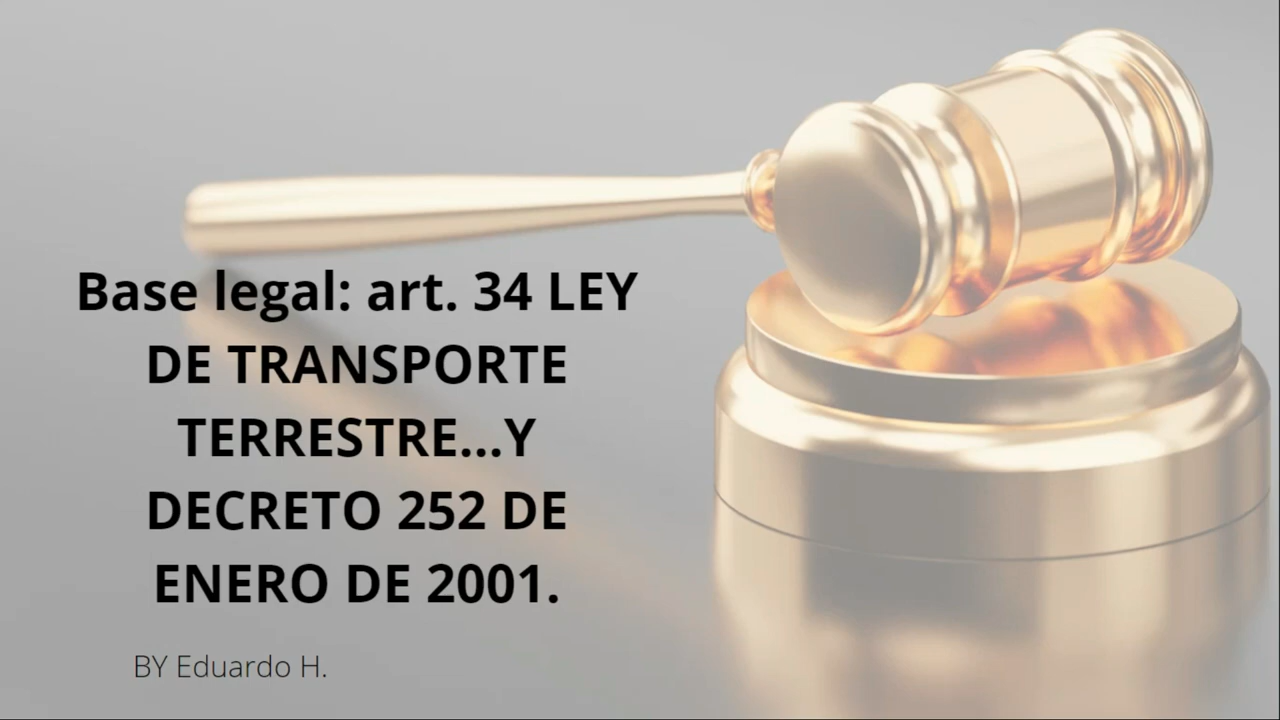 Base legal: art. 34 LEY
DE TRANSPORTE
TERRESTRE...Y
DECRETO 252 DE
ENERO DE 2001.
BY Eduardo H.